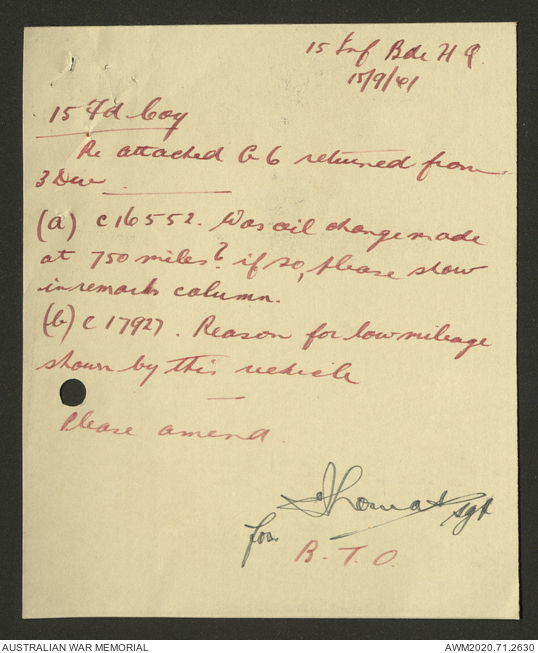 15 Inf Bde H Q
15/9/41
15 Fd Coy
Re attached G 6 returned from
3 Div
(a) C16552. Was oil change made
at 750 miles? if so, please show
in remarks column.
(b) C 17927. Reason for low mileage
shown by this vehicle
Please amend
Thomas Sgt
for
B. T. O.
AUSTRALIAN WAR MEMORIAL
AWM2020.71.2630